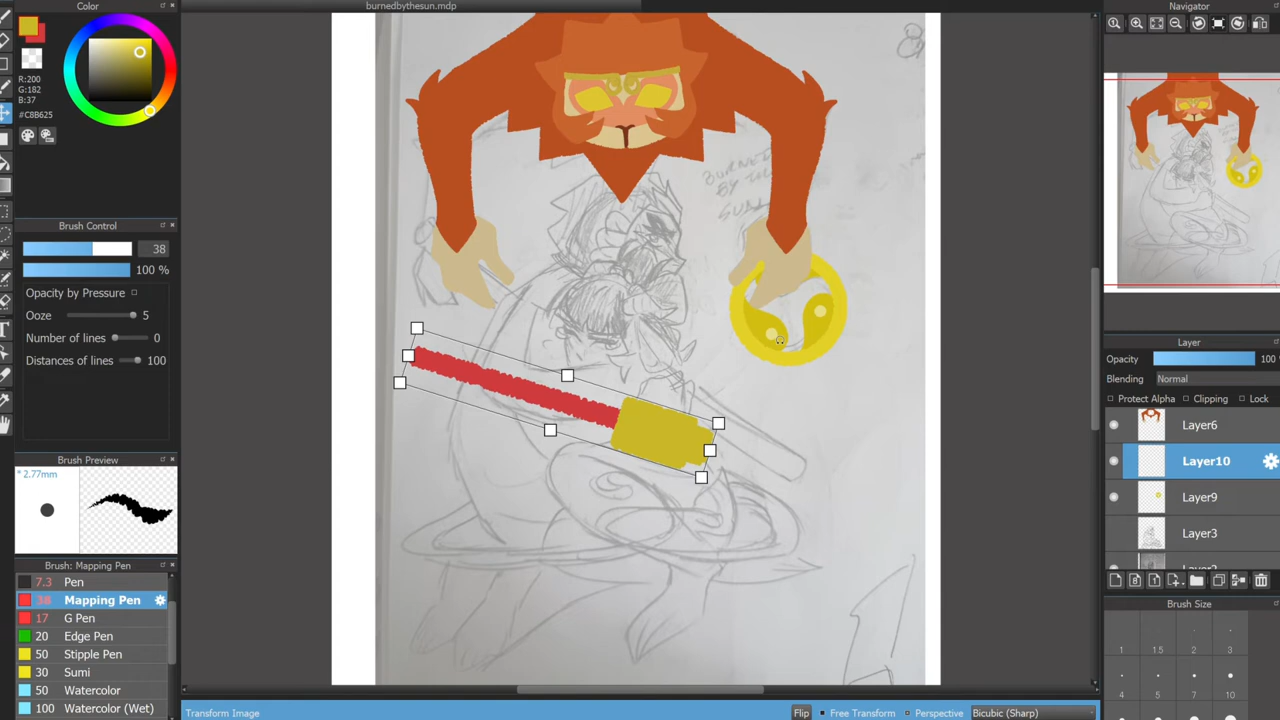 Color
burnedbythesun.mdp
Navigator
R:200
G:182
B:37
#C8B625
Brush Control
38
100 %
Opacity by Pressure
Ooze 5
Number of lines 0
Distances of lines 100
Brush Preview
* 2.77mm
Brush: Mapping Pen
7.3 Pen
38 Mapping Pen
17 G Pen
20 Edge Pen
50 Stipple Pen
30 Sumi
50 Watercolor
100 Watercolor (Wet)
BURNED
BY THE
SUN
Layer
Opacity 100 %
Blending Normal
Protect Alpha Clipping Lock
Layer6
Layer10
Layer9
Layer3
Brush Size
1 1.5 2 3
4 5 7 10
Transform Image Flip Free Transform Perspective Bicubic (Sharp)